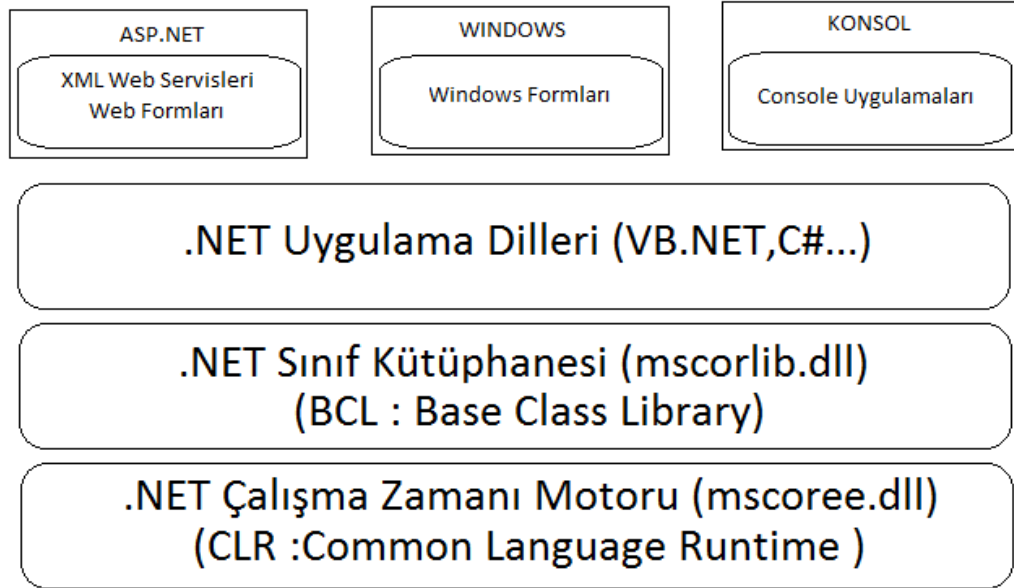 ASP.NET
XML Web Servisleri
Web Formları
WINDOWS
Windows Formları
KONSOL
Console Uygulamaları
.NET Uygulama Dilleri (VB.NET,C#...)
.NET Sınıf Kütüphanesi (mscorlib.dll)
(BCL : Base Class Library)
.NET Çalışma Zamanı Motoru (mscoree.dll)
(CLR :Common Language Runtime )